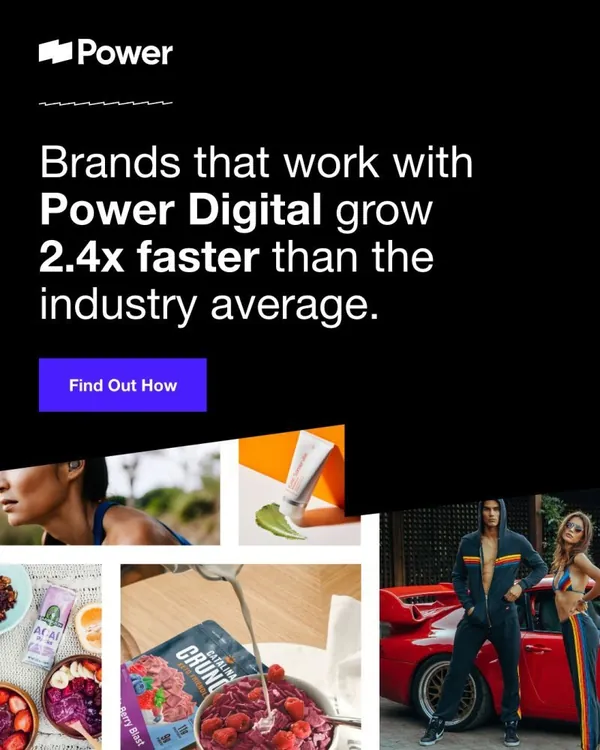 Power
Brands that work with
Power Digital grow
2.4x faster than the
industry average.
Find Out How
ACAI
CATALINA
CRUNCH
Berry Blast